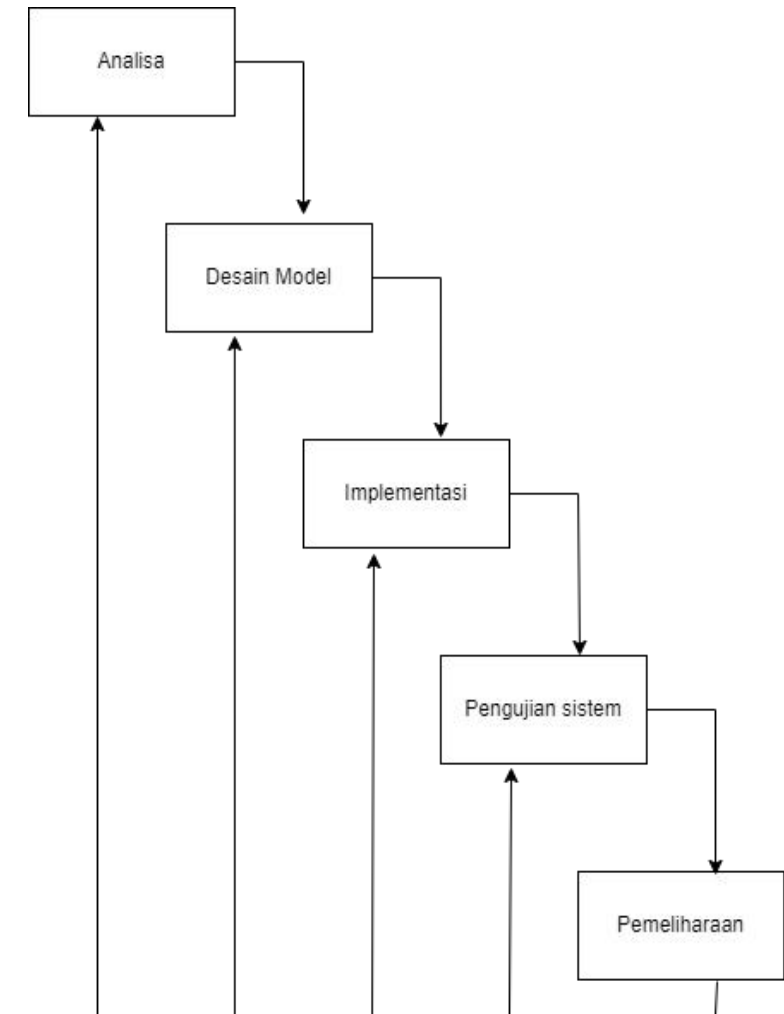 Analisa
Desain Model
Implementasi
Pengujian sistem
Pemeliharaan